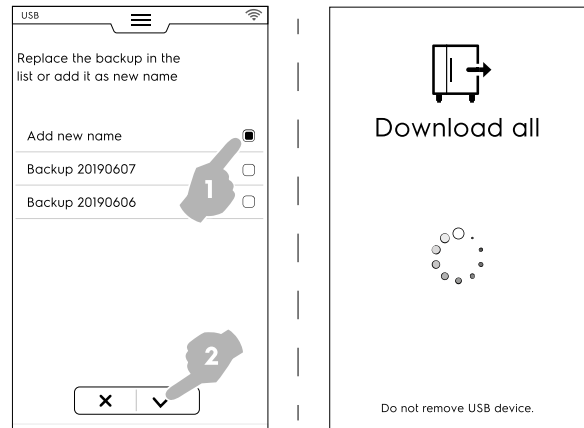 USB
Replace the backup in the
list or add it as new name
Add new name
1
Backup 20190607
Backup 20190606
2
Download all
Do not remove USB device.